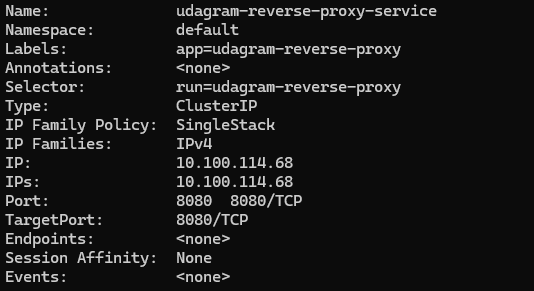 Name:              udagram-reverse-proxy-service
Namespace:         default
Labels:            app=udagram-reverse-proxy
Annotations:       <none>
Selector:          run=udagram-reverse-proxy
Type:              ClusterIP
IP Family Policy:  SingleStack
IP Families:       IPv4
IP:                10.100.114.68
IPs:               10.100.114.68
Port:              8080  8080/TCP
TargetPort:        8080/TCP
Endpoints:         <none>
Session Affinity:  None
Events:            <none>